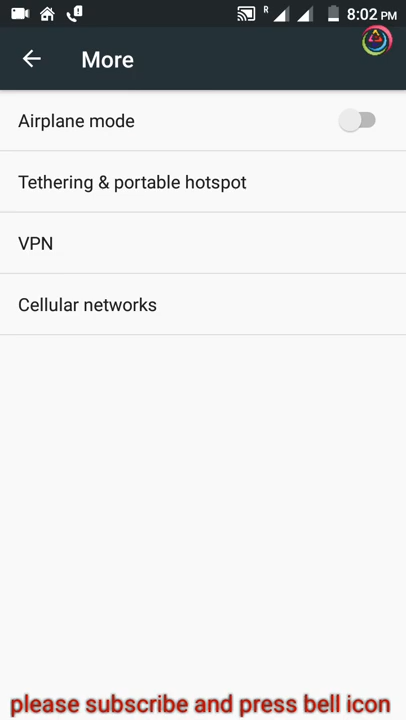 R 8:02 PM
More
Airplane mode
Tethering & portable hotspot
VPN
Cellular networks
please subscribe and press bell icon